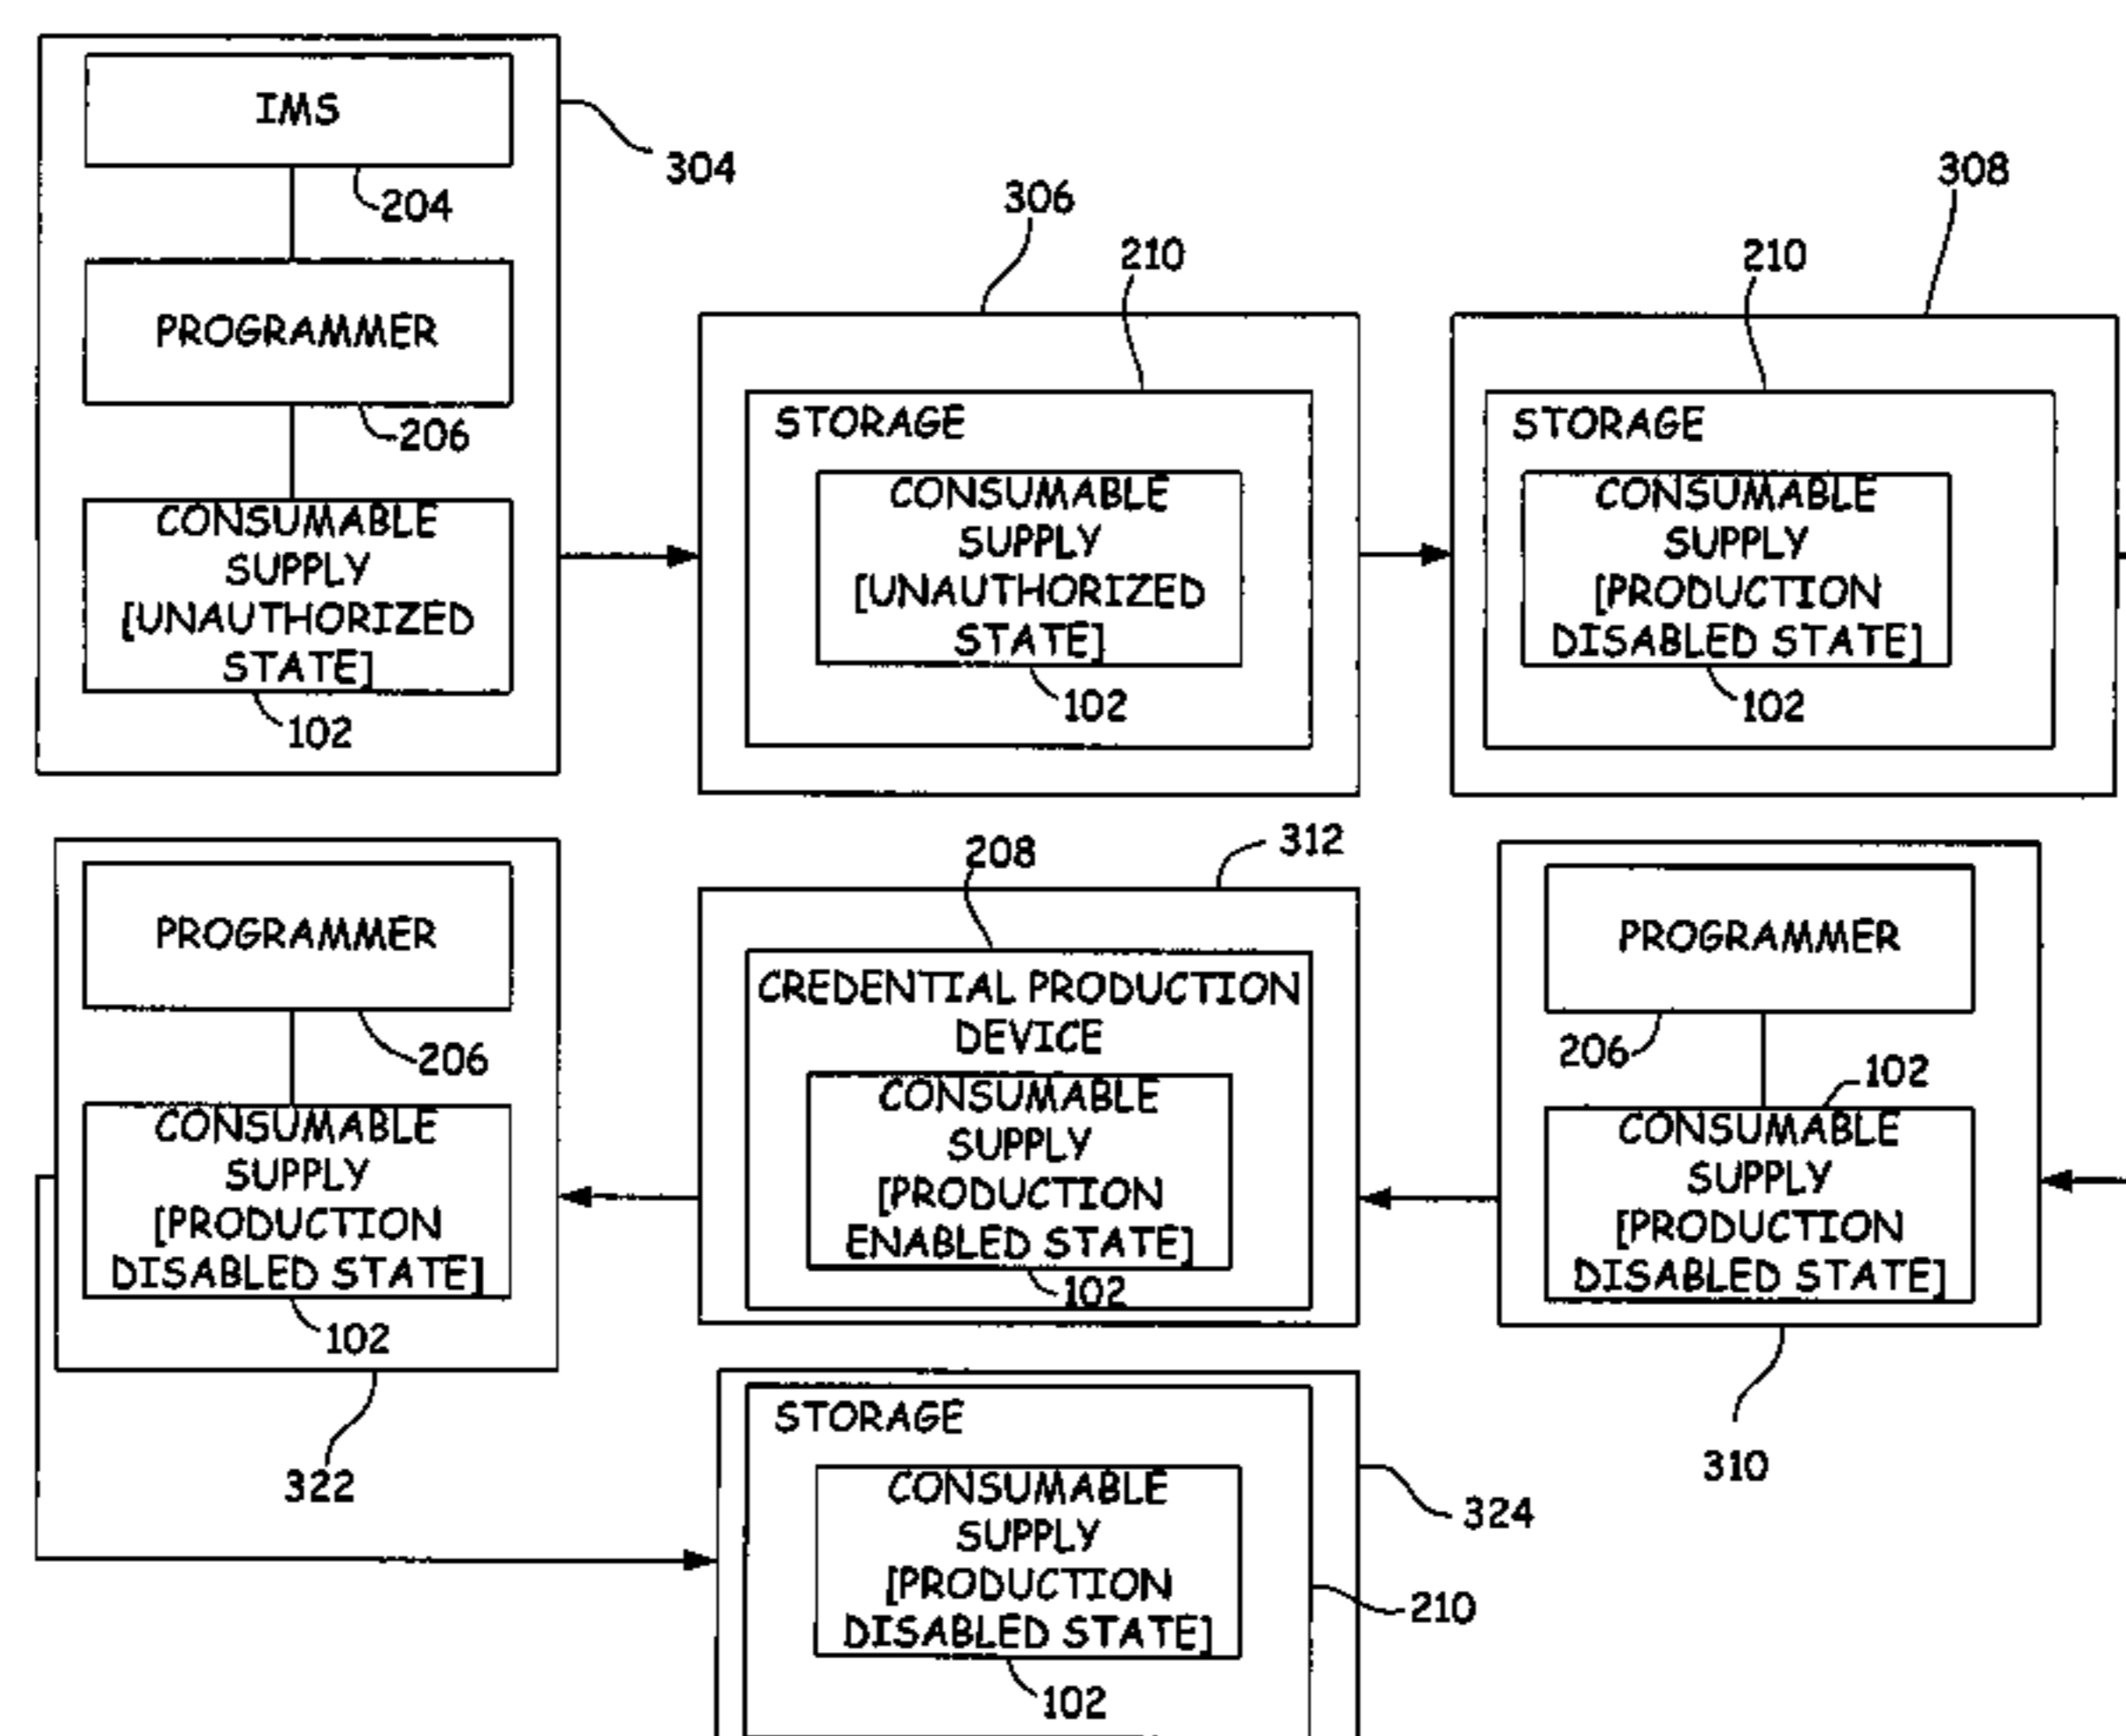 IMS
204
304
PROGRAMMER
206
CONSUMABLE
SUPPLY
[UNAUTHORIZED
STATE]
102
306
210
STORAGE
CONSUMABLE
SUPPLY
[UNAUTHORIZED
STATE]
102
308
210
STORAGE
CONSUMABLE
SUPPLY
[PRODUCTION
DISABLED STATE]
102
PROGRAMMER
206
CONSUMABLE
SUPPLY
[PRODUCTION
DISABLED STATE]
102
322
208
312
CREDENTIAL PRODUCTION
DEVICE
CONSUMABLE
SUPPLY
[PRODUCTION
ENABLED STATE]
102
PROGRAMMER
206
102
CONSUMABLE
SUPPLY
[PRODUCTION
DISABLED STATE]
310
STORAGE
CONSUMABLE
SUPPLY
[PRODUCTION
DISABLED STATE]
102
324
210